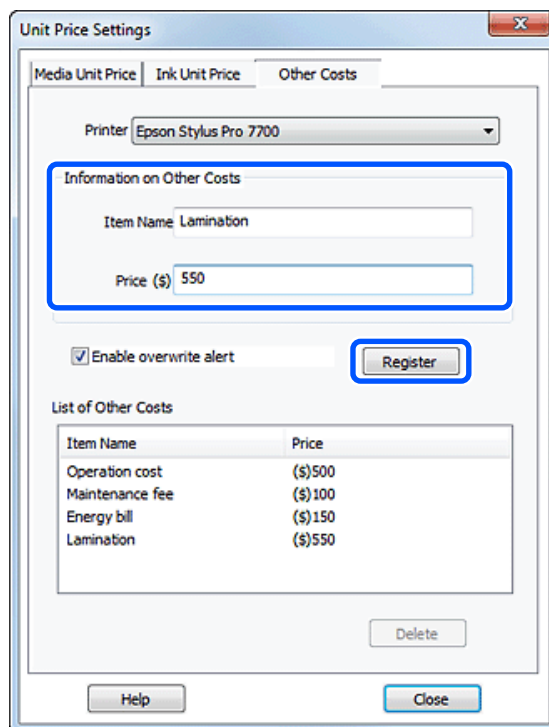 Unit Price Settings
Media Unit Price Ink Unit Price Other Costs
Printer Epson Stylus Pro 7700
Information on Other Costs
Item Name Lamination
Price ($) 550
Enable overwrite alert Register
List of Other Costs
Item Name Price
Operation cost ($)500
Maintenance fee ($)100
Energy bill ($)150
Lamination ($)550
Delete
Help Close